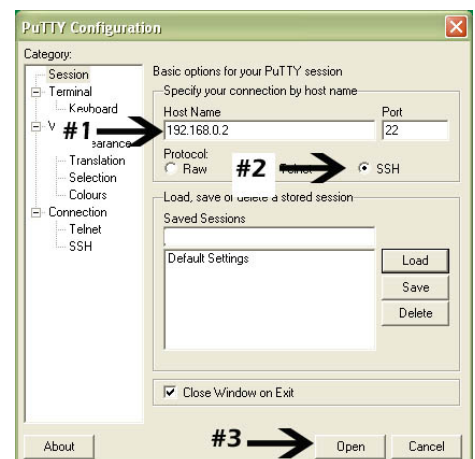 PuTTY Configuration
Category:
Session
Terminal
Keyboard
Translation
Selection
Colours
Connection
Telnet
SSH
Basic options for your PuTTY session
Specify your connection by host name
Host Name
Port
#1
192.168.0.2
22
Protocol:
Raw
#2
Telnet
SSH
Load, save or delete a stored session
Saved Sessions
Default Settings
Load
Save
Delete
Close Window on Exit
#3
About
Open
Cancel